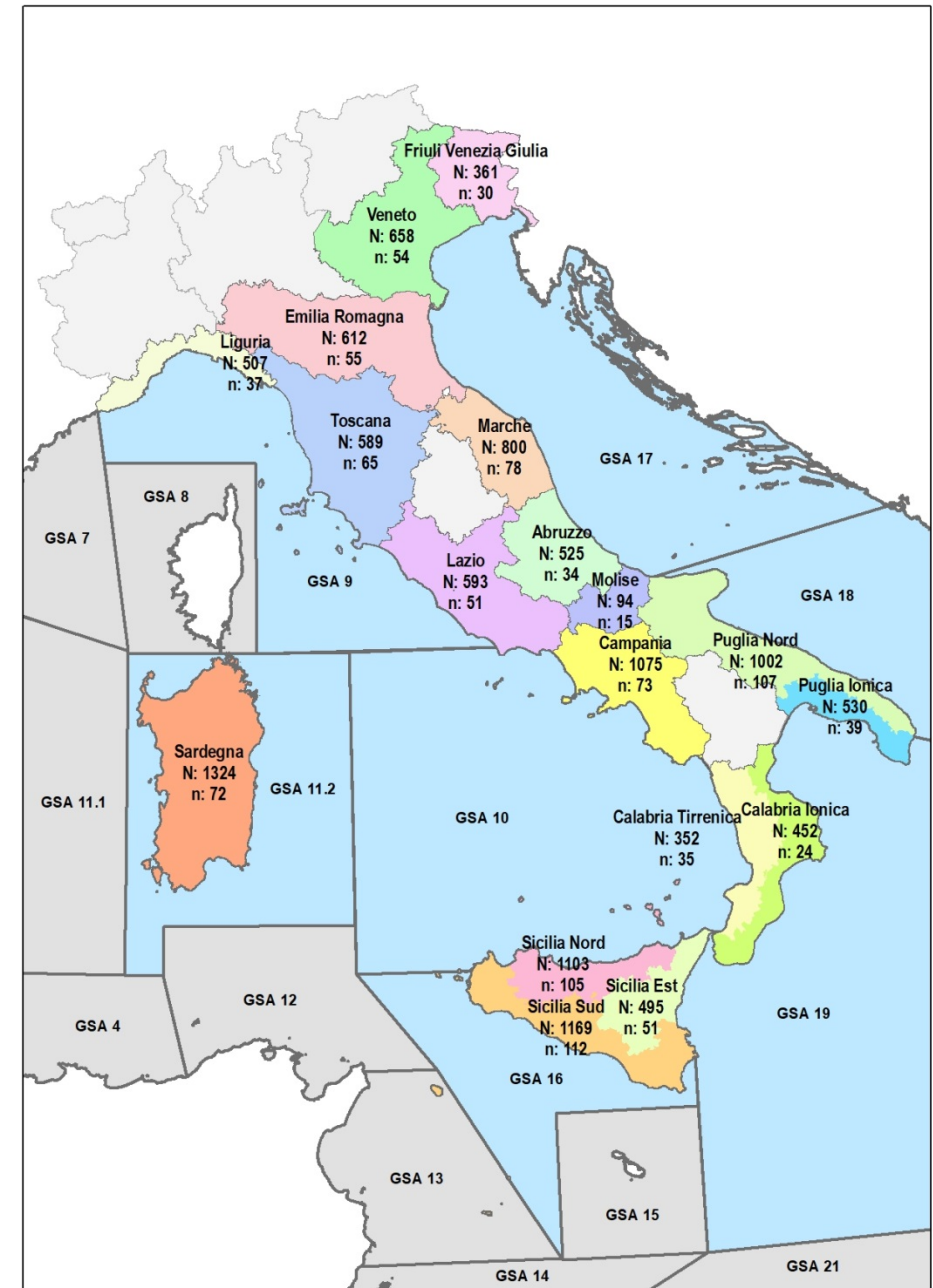 Friuli Venezia Giulia
N: 361
n: 30
Veneto
N: 658
n: 54
Emilia Romagna
N: 612
n: 55
Liguria
N: 507
n: 37
Toscana
N: 589
n: 65
Marche
N: 800
n: 78
GSA 17
GSA 8
GSA 7
GSA 9
Abruzzo
N: 525
n: 34
Lazio
N: 593
n: 51
Molise
N: 94
n: 15
GSA 18
Campania
N: 1075
n: 73
Puglia Nord
N: 1002
n: 107
Puglia Ionica
N: 530
n: 39
Sardegna
N: 1324
n: 72
GSA 11.1
GSA 11.2
GSA 10
Calabria Tirrenica
N: 352
n: 35
Calabria Ionica
N: 452
n: 24
Sicilia Nord
N: 1103
n: 105
Sicilia Est
N: 495
n: 51
Sicilia Sud
N: 1169
n: 112
GSA 12
GSA 4
GSA 19
GSA 16
GSA 13
GSA 15
GSA 14
GSA 21